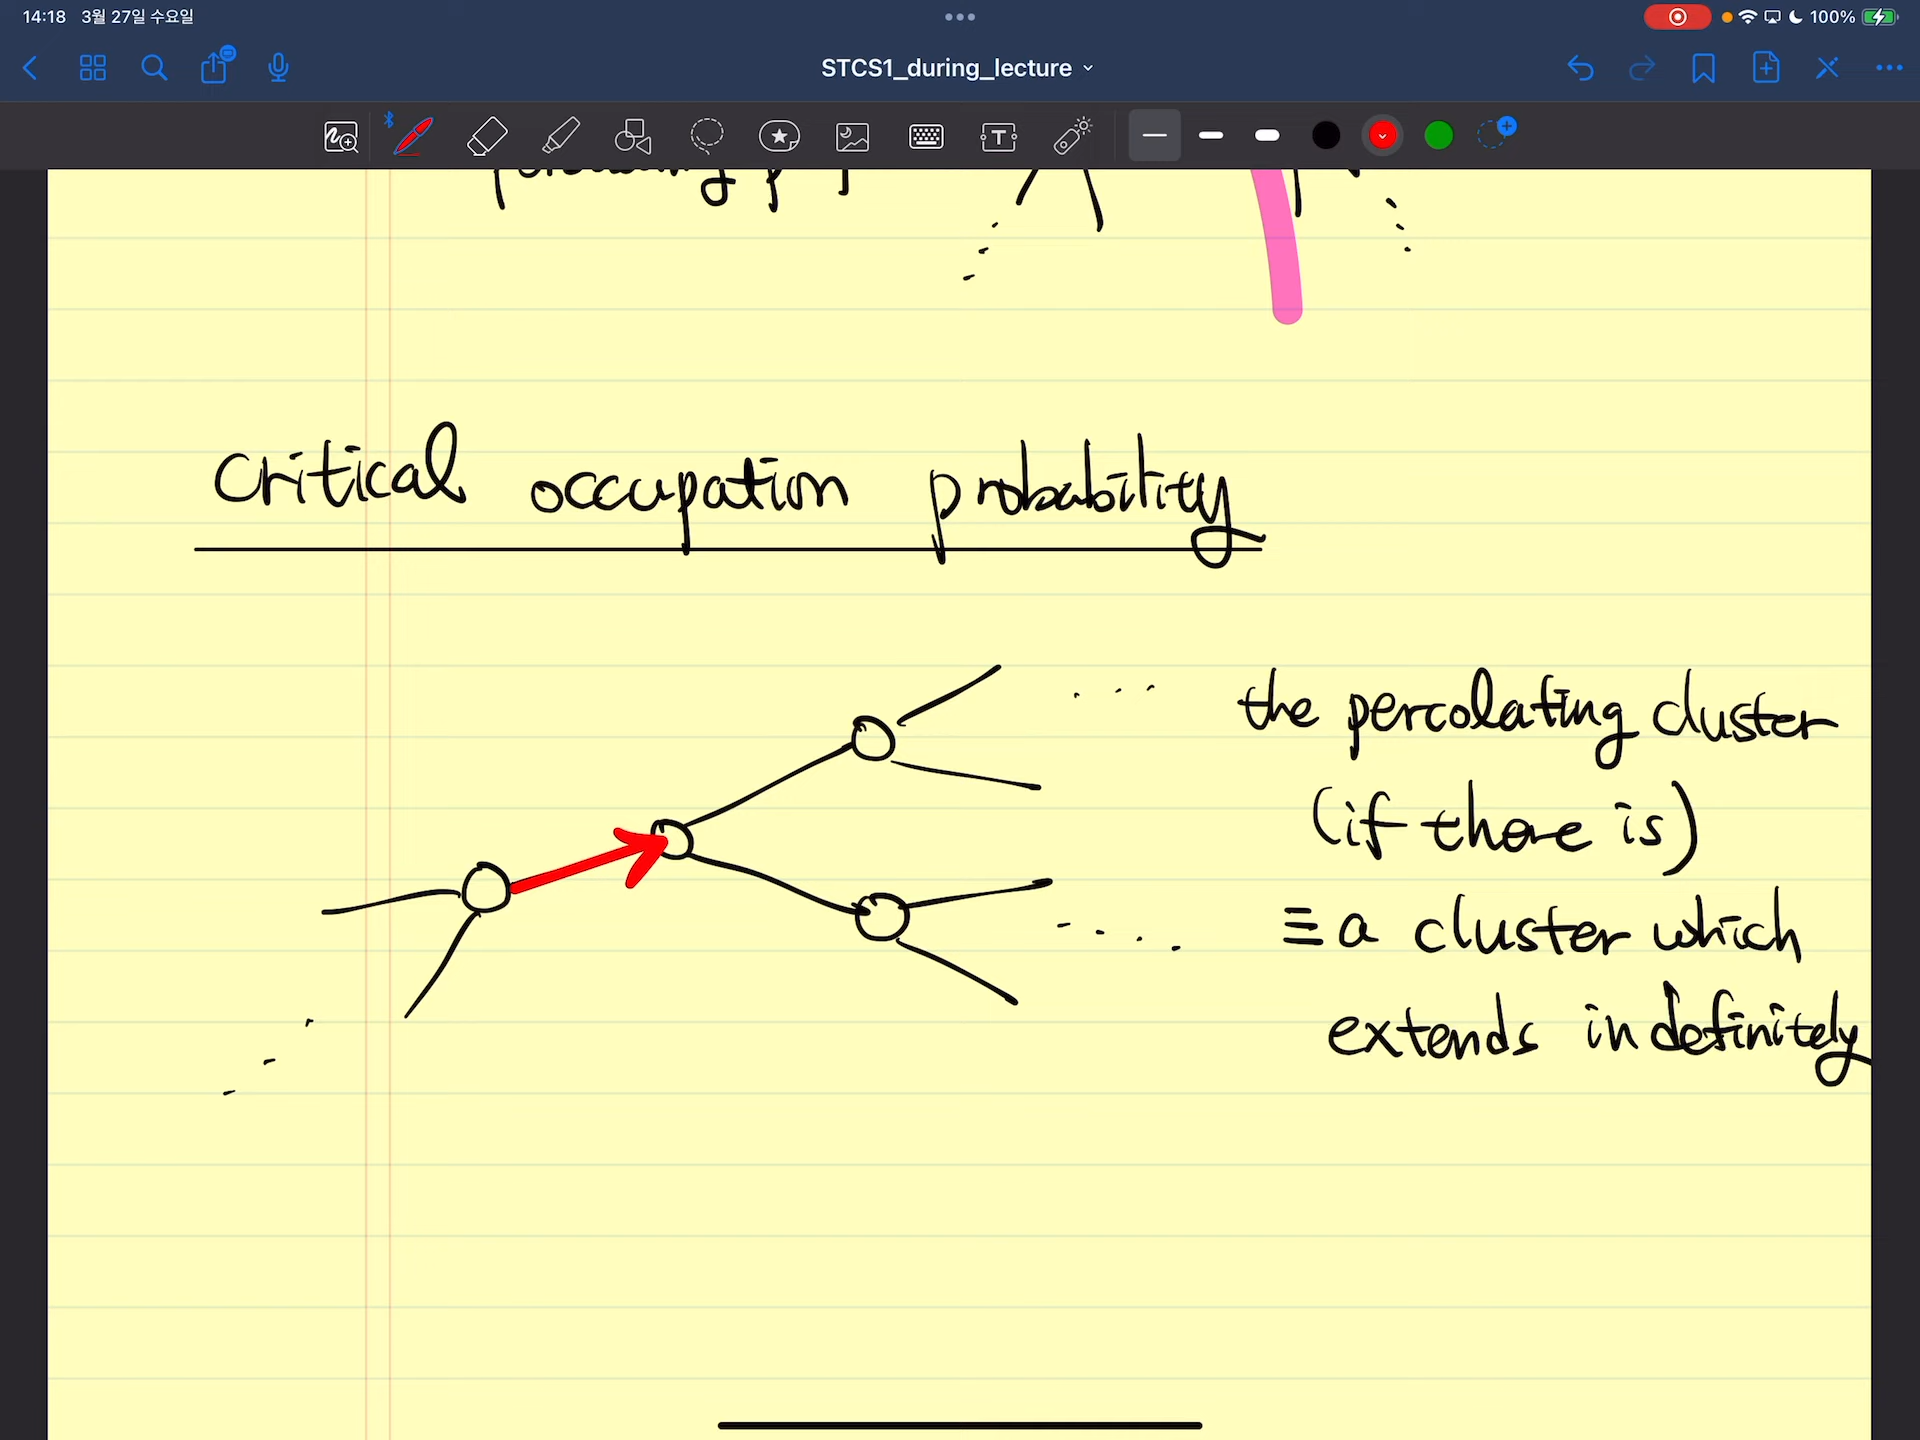 14:18 3월 27일 수요일
100%
STCS1_during_lecture
T
Critical occupation probability
the percolating cluster
(if there is)
≡ a cluster which
extends indefinitely